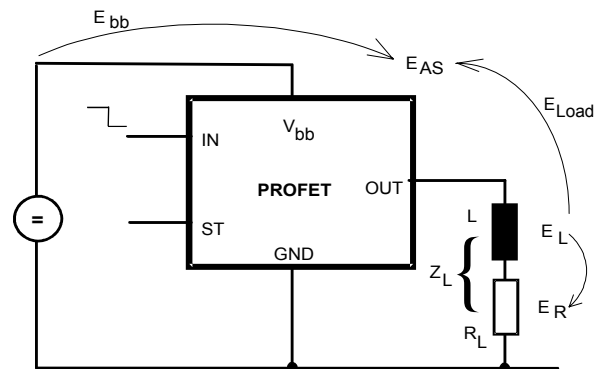 E bb
E AS
E Load
IN
V bb
PROFET
OUT
ST
GND
=
L
E L
Z L
E R
R L